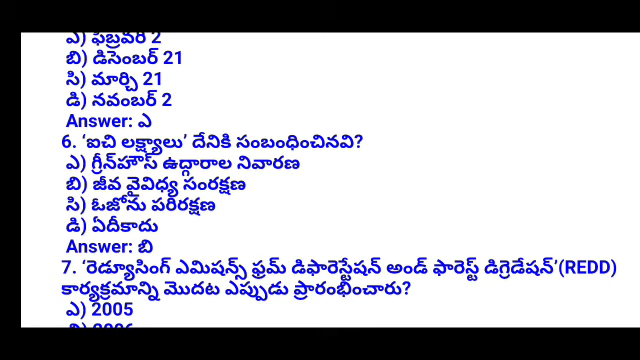 ఎ) ఫిబ్రవరి 2
బి) డిసెంబర్ 21
సి) మార్చి 21
డి) నవంబర్ 2
Answer: ఎ
6. ‘ఐచి లక్ష్యాలు’ దేనికి సంబంధించినవి?
ఎ) గ్రీన్‌హౌస్ ఉద్గారాల నివారణ
బి) జీవ వైవిధ్య సంరక్షణ
సి) ఓజోను పరిరక్షణ
డి) ఏదీకాదు
Answer: బి
7. ‘రెడ్యూసింగ్ ఎమిషన్స్ ఫ్రమ్ డిఫారెస్టేషన్ అండ్ ఫారెస్ట్ డిగ్రెడేషన్’(REDD)
కార్యక్రమాన్ని మొదట ఎప్పుడు ప్రారంభించారు?
ఎ) 2005